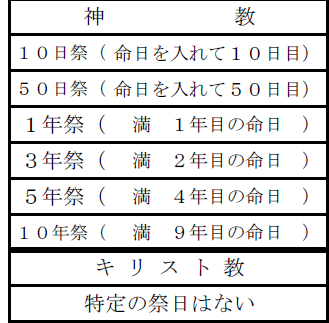 神　　　　　教
１０日祭（ 命日を入れて１０日目）
５０日祭（ 命日を入れて５０日目）
１年祭（　満　１年目の命日　）
３年祭（　満　２年目の命日　）
５年祭（　満　４年目の命日　）
１０年祭（　満　９年目の命日　）
キ リ ス ト 教
特定の祭日はない